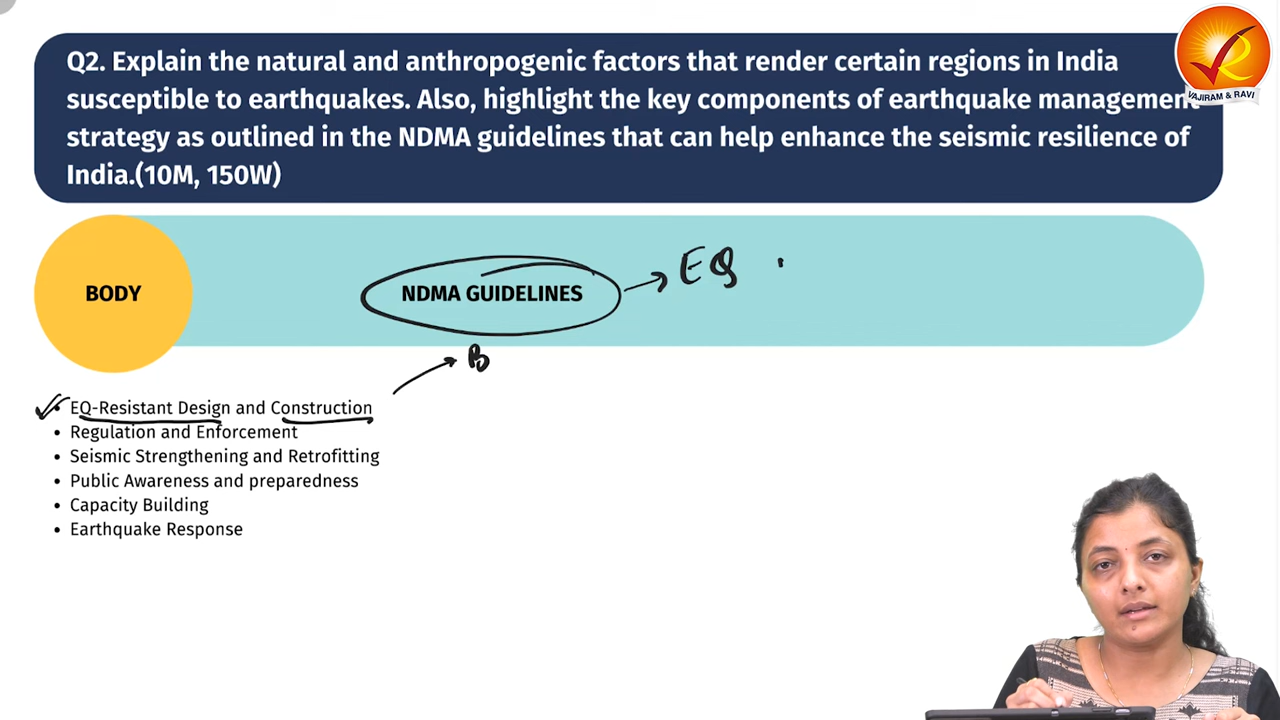 Q2. Explain the natural and anthropogenic factors that render certain regions in India
susceptible to earthquakes. Also, highlight the key components of earthquake management
strategy as outlined in the NDMA guidelines that can help enhance the seismic resilience of
India.(10M, 150W)
VAJIRAM & RAVI
BODY
NDMA GUIDELINES
EQ
EQ-Resistant Design and Construction
Regulation and Enforcement
Seismic Strengthening and Retrofitting
Public Awareness and preparedness
Capacity Building
Earthquake Response